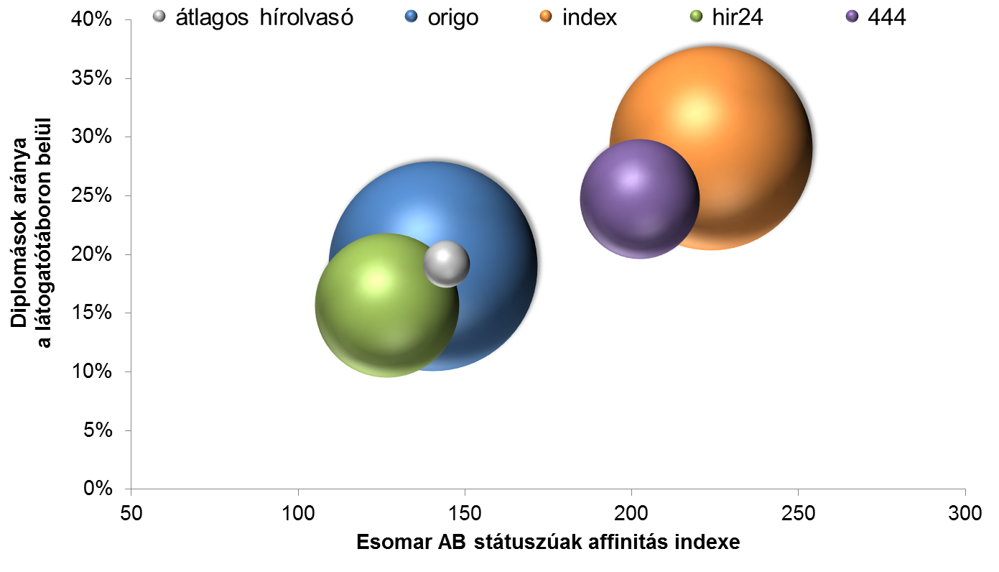 átlagos hírolvasó origo index hir24 444
40%
35%
30%
25%
20%
15%
10%
5%
0%
Diplomások aránya
a látogatótáboron belül
50 100 150 200 250 300
Esomar AB státuszúak affinitás indexe